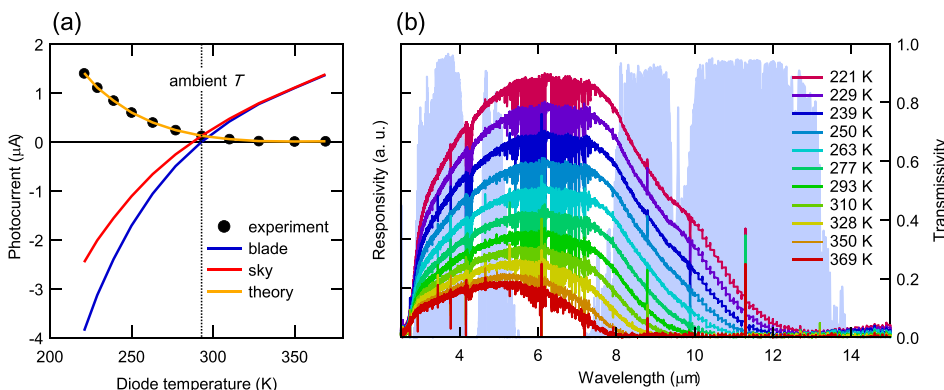 (a)
2
1
0
-1
-2
-3
-4
Photocurrent (µA)
ambient T
experiment
blade
sky
theory
200
250
300
350
Diode temperature (K)
(b)
Responsivity (a. u.)
1.0
0.8
0.6
0.4
0.2
0.0
Transmissivity
221 K
229 K
239 K
250 K
263 K
277 K
293 K
310 K
328 K
350 K
369 K
4
6
8
10
12
14
Wavelength (µm)